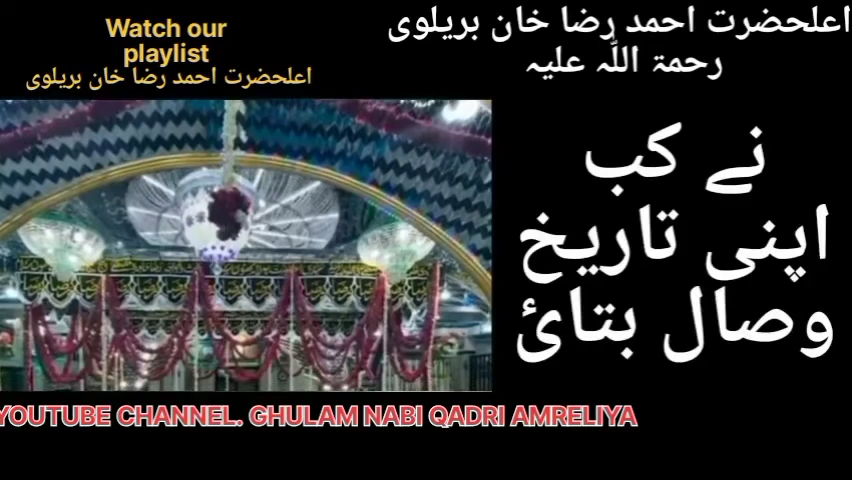 Watch our
playlist
اعلحضرت احمد رضا خان بریلوی
اعلحضرت احمد رضا خان بریلوی
رحمۃ اللّٰہ علیہ
نے کب
اپنی تاریخ
وصال بتائ
YOUTUBE CHANNEL. GHULAM NABI QADRI AMRELIYA